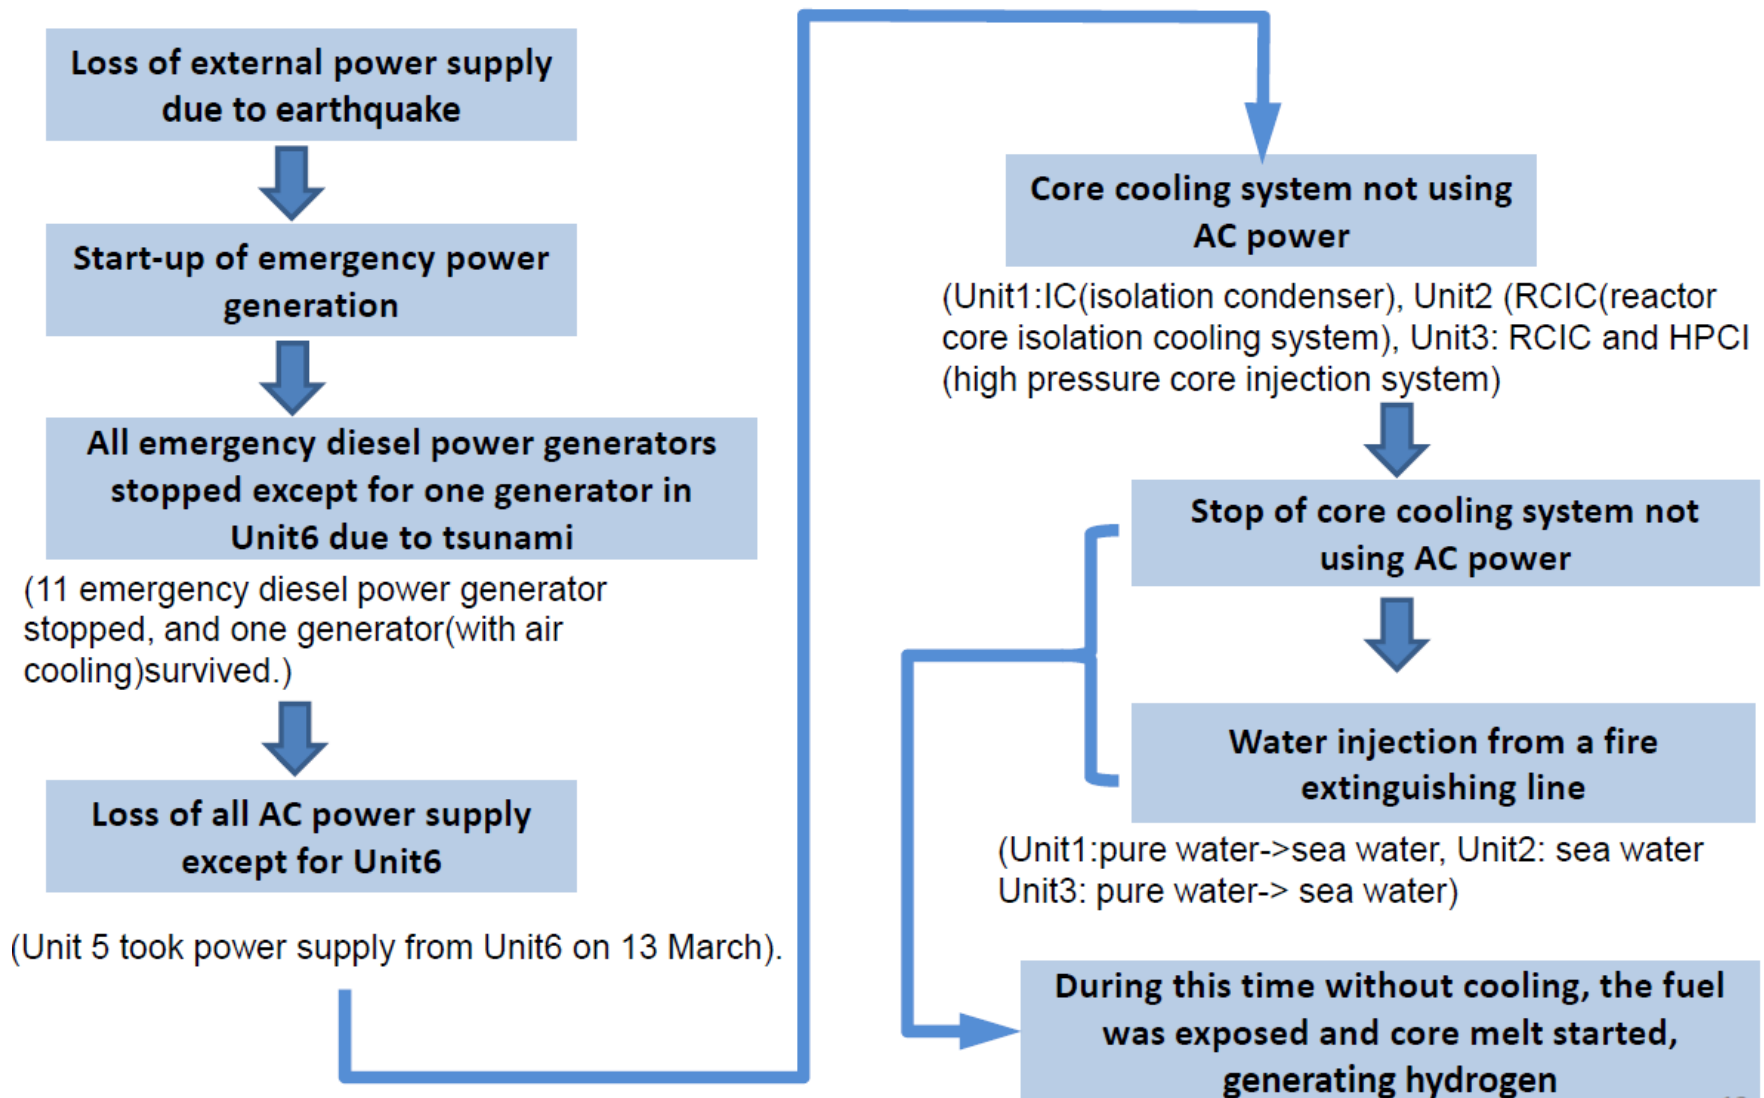 Loss of external power supply
due to earthquake
Start-up of emergency power
generation
All emergency diesel power generators
stopped except for one generator in
Unit6 due to tsunami
(11 emergency diesel power generator
stopped, and one generator(with air
cooling)survived.)
Loss of all AC power supply
except for Unit6
(Unit 5 took power supply from Unit6 on 13 March).
Core cooling system not using
AC power
(Unit1:IC(isolation condenser), Unit2 (RCIC(reactor
core isolation cooling system), Unit3: RCIC and HPCI
(high pressure core injection system)
Stop of core cooling system not
using AC power
Water injection from a fire
extinguishing line
(Unit1:pure water->sea water, Unit2: sea water
Unit3: pure water-> sea water)
During this time without cooling, the fuel
was exposed and core melt started,
generating hydrogen